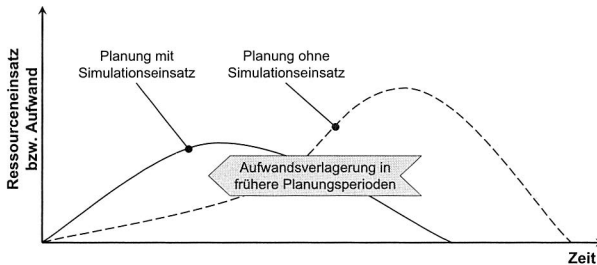 Ressourceneinsatz
bzw. Aufwand
Planung mit
Simulationseinsatz
Planung ohne
Simulationseinsatz
Aufwandsverlagerung in
frühere Planungsperioden
Zeit